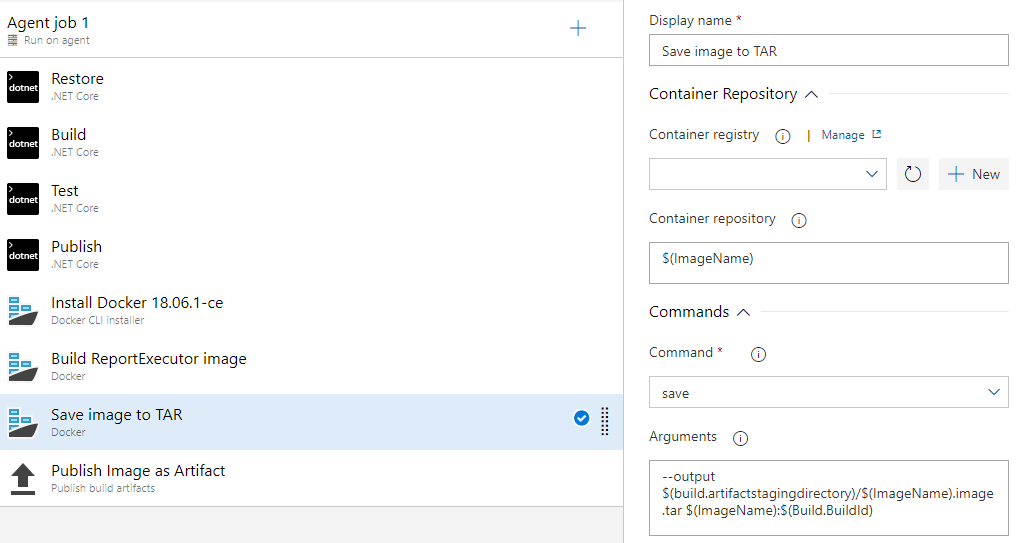 Agent job 1
Run on agent
dotnet
Restore
.NET Core
dotnet
Build
.NET Core
dotnet
Test
.NET Core
dotnet
Publish
.NET Core
Install Docker 18.06.1-ce
Docker CLI installer
Build ReportExecutor image
Docker
Save image to TAR
Docker
Publish Image as Artifact
Publish build artifacts
Display name *
Save image to TAR
Container Repository
Container registry | Manage
New
Container repository
$(ImageName)
Commands
Command *
save
Arguments
--output
$(build.artifactstagingdirectory)/$(ImageName).image
.tar $(ImageName):$(Build.BuildId)